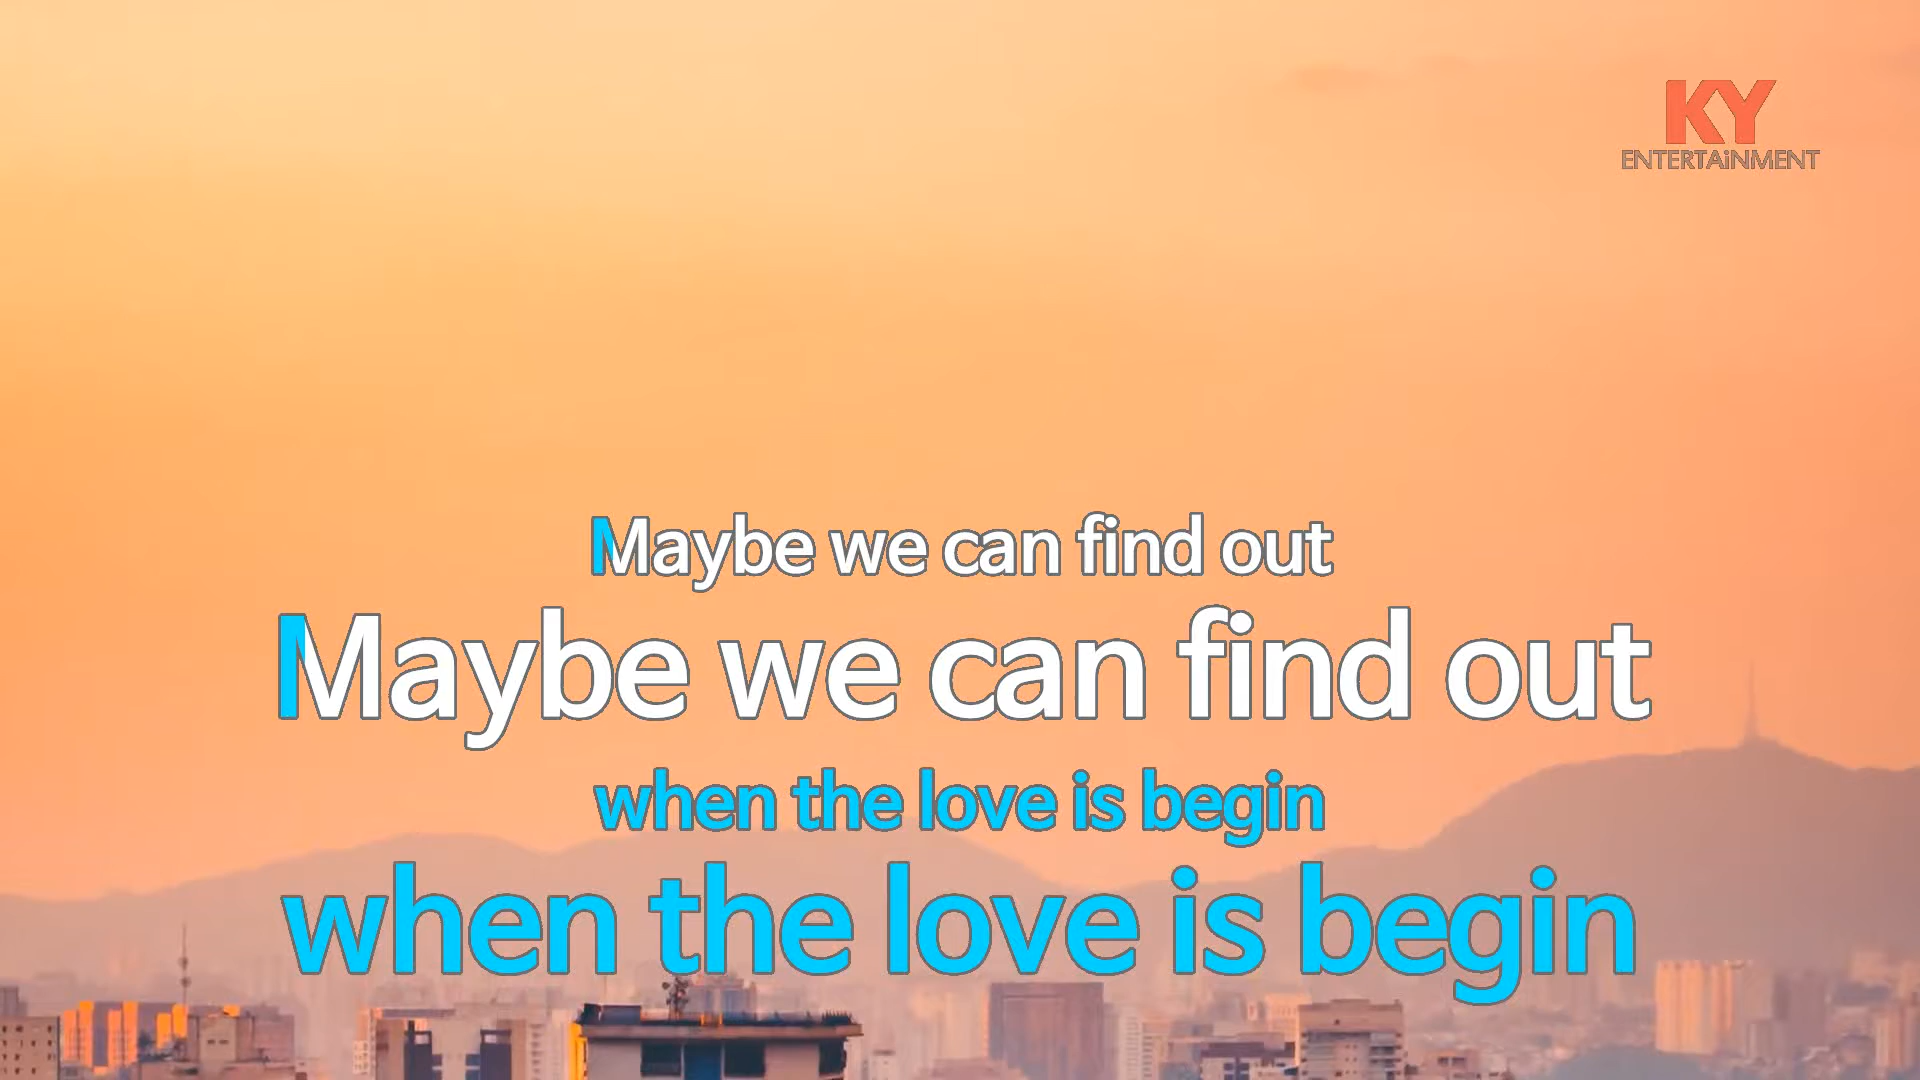 KY
ENTERTAiNMENT
Maybe we can find out
Maybe we can find out
when the love is begin
when the love is begin